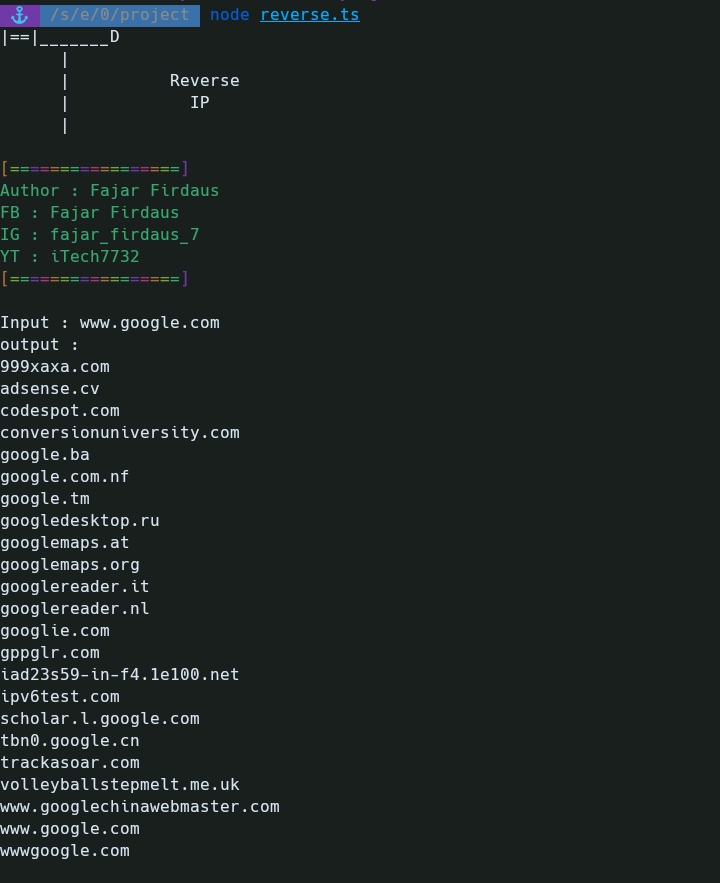 ⚓ /s/e/0/project node reverse.ts
|==|_______D
      |
      |          Reverse
      |            IP
      |
[=================]
Author : Fajar Firdaus
FB : Fajar Firdaus
IG : fajar_firdaus_7
YT : iTech7732
[=================]
Input : www.google.com
output :
999xaxa.com
adsense.cv
codespot.com
conversionuniversity.com
google.ba
google.com.nf
google.tm
googledesktop.ru
googlemaps.at
googlemaps.org
googlereader.it
googlereader.nl
googlie.com
gppglr.com
iad23s59-in-f4.1e100.net
ipv6test.com
scholar.l.google.com
tbn0.google.cn
trackasoar.com
volleyballstepmelt.me.uk
www.googlechinawebmaster.com
www.google.com
wwwgoogle.com